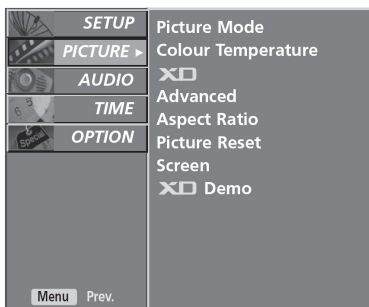 SETUP
PICTURE
AUDIO
TIME
OPTION
Special
Menu Prev.
Picture Mode
Colour Temperature
XD
Advanced
Aspect Ratio
Picture Reset
Screen
XD Demo